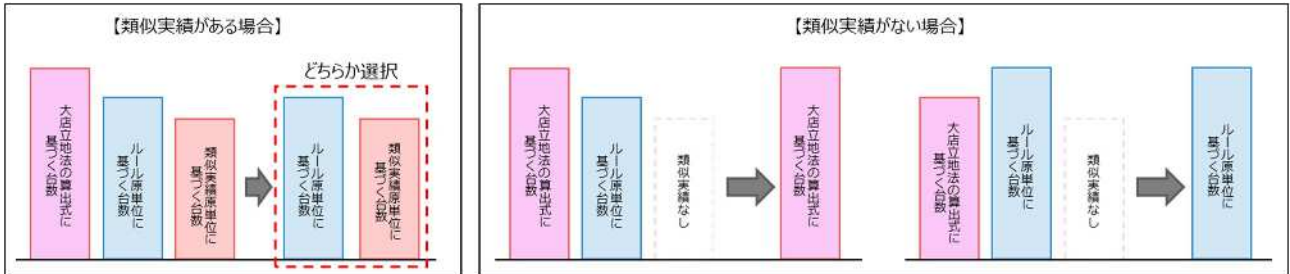 【類似実績がある場合】
どちらか選択
大店立地法の算出式に
基づく台数
ルール原単位に
基づく台数
類似実績原単位に
基づく台数
ルール原単位に
基づく台数
類似実績原単位に
基づく台数
【類似実績がない場合】
大店立地法の算出式に
基づく台数
ルール原単位に
基づく台数
類似実績なし
大店立地法の算出式に
基づく台数
大店立地法の算出式に
基づく台数
ルール原単位に
基づく台数
類似実績なし
ルール原単位に
基づく台数